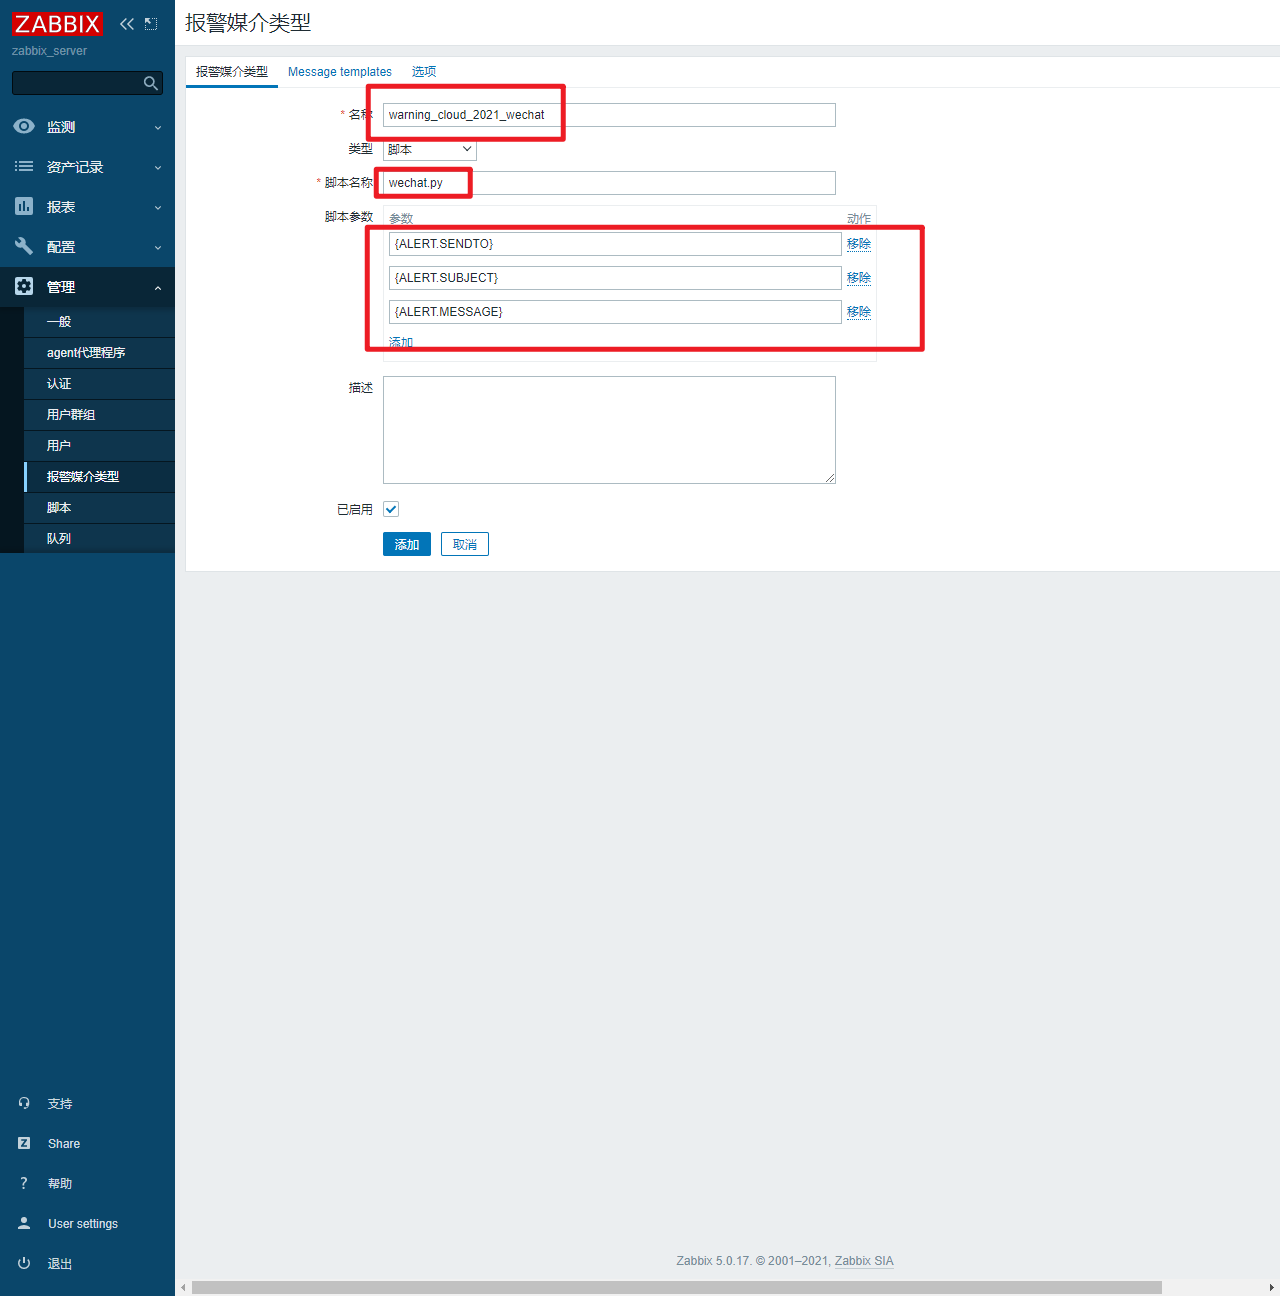 ZABBIX
zabbix_server
监测
资产记录
报表
配置
管理
一般
agent代理程序
认证
用户群组
用户
报警媒介类型
脚本
队列
支持
Share
帮助
User settings
退出
报警媒介类型
报警媒介类型 Message templates 选项
* 名称 warning_cloud_2021_wechat
类型 脚本
* 脚本名称 wechat.py
脚本参数 参数 动作
{ALERT.SENDTO} 移除
{ALERT.SUBJECT} 移除
{ALERT.MESSAGE} 移除
添加
描述
已启用
添加 取消
Zabbix 5.0.17. © 2001–2021, Zabbix SIA